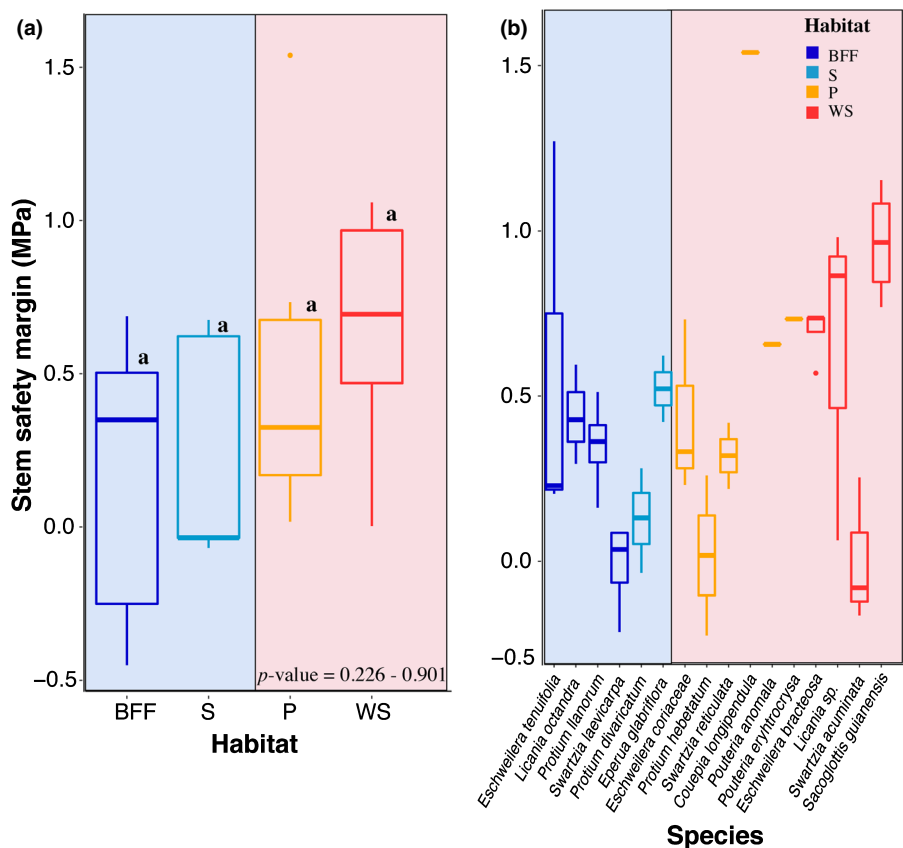 (a)
Stem safety margin (MPa)
1.5
1.0
0.5
0.0
−0.5
a
a
a
a
p-value = 0.226 - 0.901
BFF
S
P
WS
Habitat
(b)
1.5
1.0
0.5
0.0
−0.5
Habitat
BFF
S
P
WS
Eschweilera tenuifolia
Licania octandra
Protium llanorum
Swartzia laevicarpa
Protium divaricatum
Eperua glabriflora
Eschweilera coriaceae
Protium hebetatum
Swartzia reticulata
Couepia longipendula
Pouteria anomala
Pouteria eryhtrocrysa
Eschweilera bracteosa
Licania sp.
Swartzia acuminata
Sacoglottis guianensis
Species